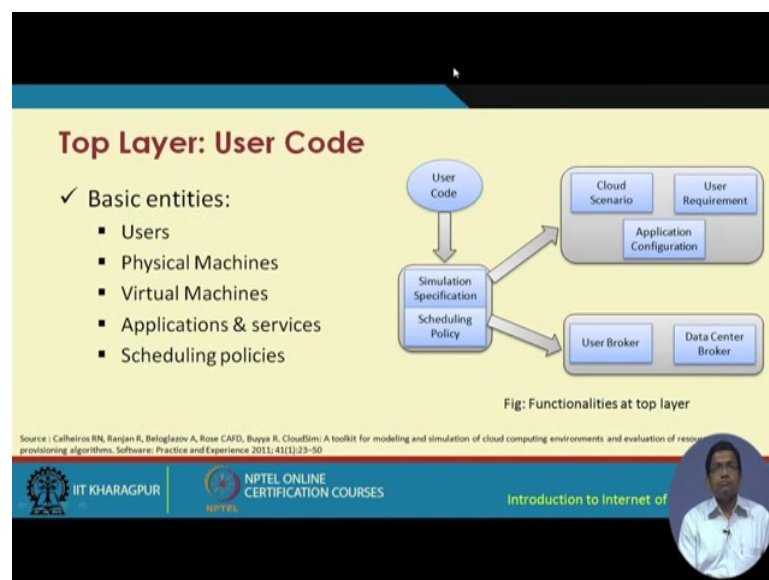 Top Layer: User Code
✓ Basic entities:
▪ Users
▪ Physical Machines
▪ Virtual Machines
▪ Applications & services
▪ Scheduling policies
User
Code
Simulation
Specification
Scheduling
Policy
Cloud
Scenario
User
Requirement
Application
Configuration
User Broker
Data Center
Broker
Fig: Functionalities at top layer
Source : Calheiros RN, Ranjan R, Beloglazov A, Rose CAFD, Buyya R. CloudSim: A toolkit for modeling and simulation of cloud computing environments and evaluation of
provisioning algorithms. Software: Practice and Experience 2011; 41(1):23–50
IIT KHARAGPUR
NPTEL
NPTEL ONLINE
CERTIFICATION COURSES
Introduction to Internet of